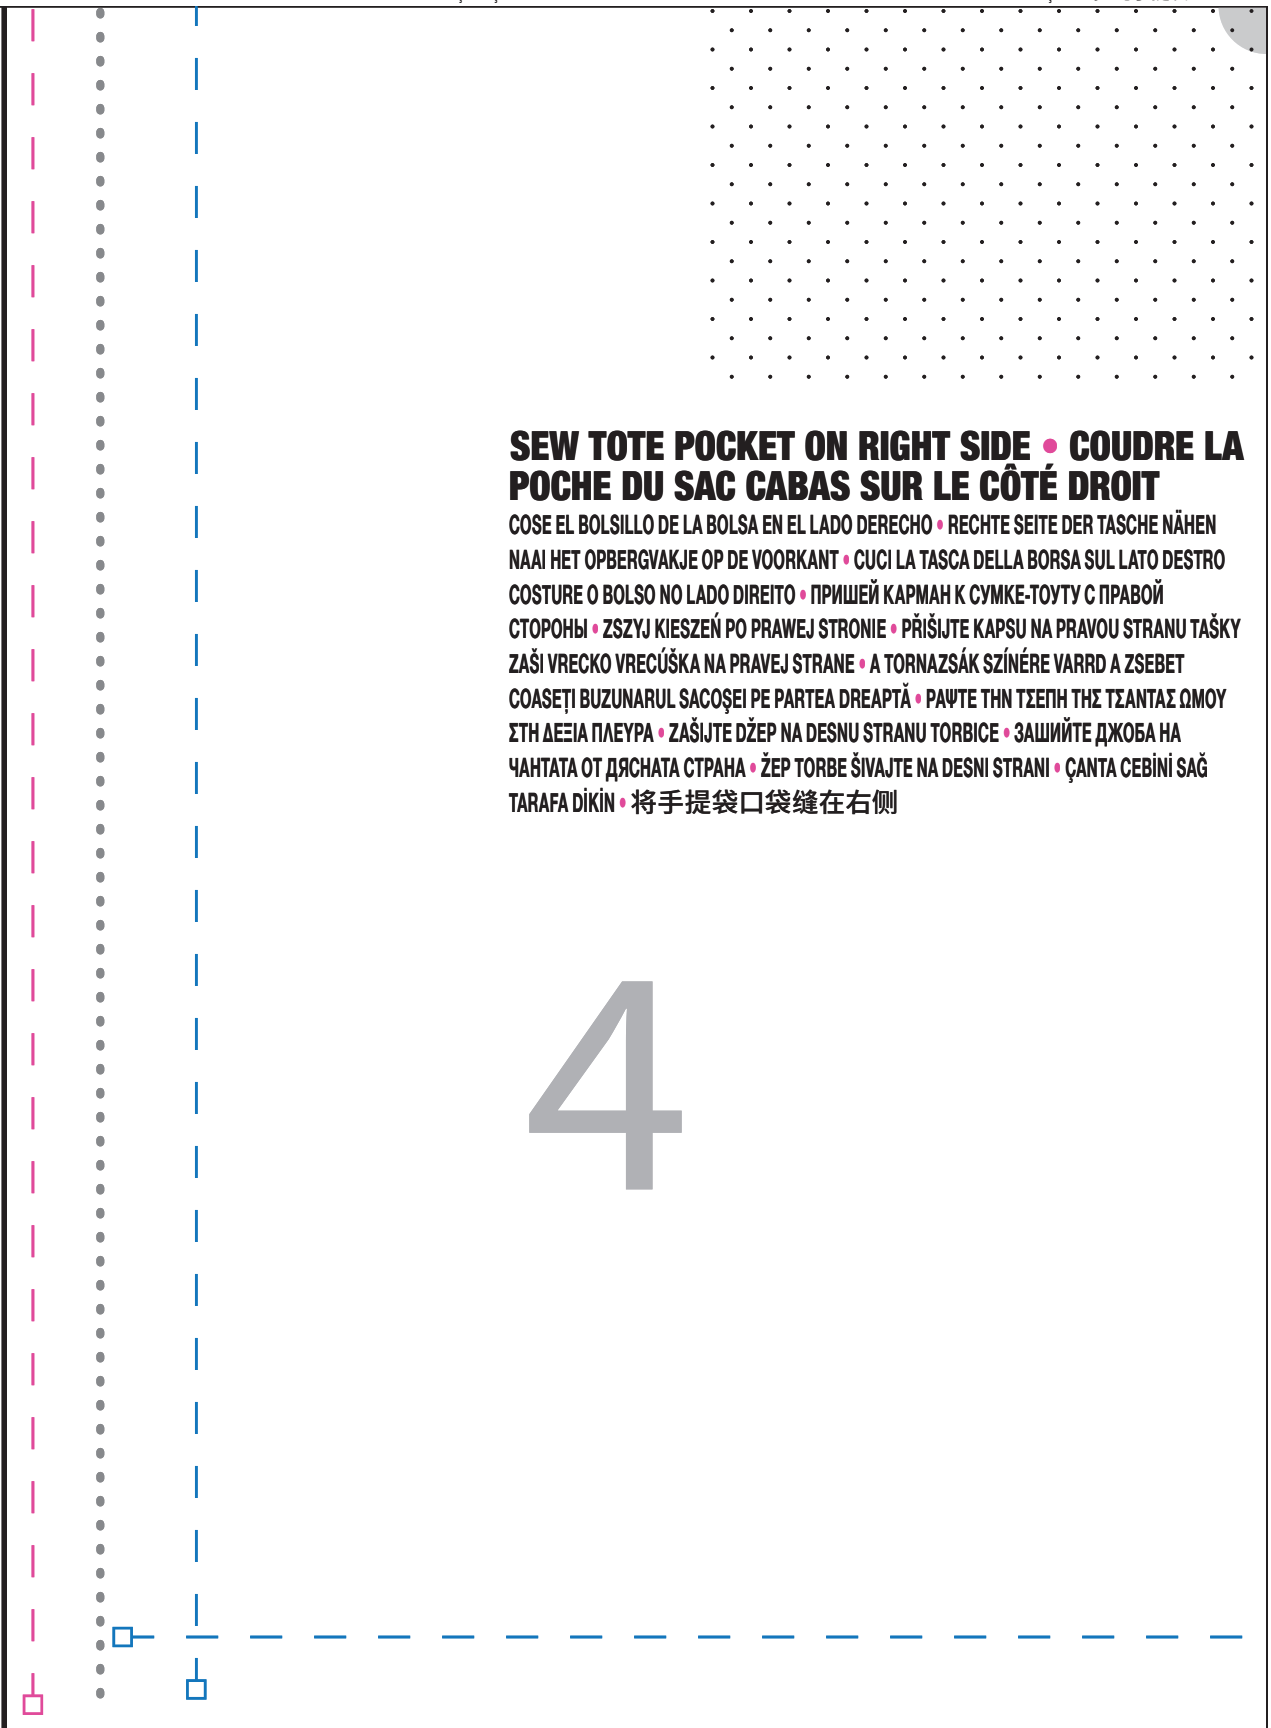 SEW TOTE POCKET ON RIGHT SIDE • COUDRE LA
POCHE DU SAC CABAS SUR LE CÔTÉ DROIT
COSE EL BOLSILLO DE LA BOLSA EN EL LADO DERECHO • RECHTE SEITE DER TASCHE NÄHEN
NAAI HET OPBERGVAKJE OP DE VOORKANT • CUCI LA TASCA DELLA BORSA SUL LATO DESTRO
COSTURE O BOLSO NO LADO DIREITO • ПРИШЕЙ КАРМАН К СУМКЕ-ТОУТУ С ПРАВОЙ
СТОРОНЫ • ZSZYJ KIESZEŃ PO PRAWEJ STRONIE • PŘIŠIJTE KAPSU NA PRAVOU STRANU TAŠKY
ZAŠI VRECKO VRECÚŠKA NA PRAVEJ STRANE • A TORNAZSÁK SZÍNÉRE VARRD A ZSEBET
COASEȚI BUZUNARUL SACOȘEI PE PARTEA DREAPTĂ • ΡΑΨΤΕ ΤΗΝ ΤΣΕΠΗ ΤΗΣ ΤΣΑΝΤΑΣ ΩΜΟΥ
ΣΤΗ ΔΕΞΙΑ ΠΛΕΥΡΑ • ZAŠIJTE DŽEP NA DESNU STRANU TORBICE • ЗАШИЙТЕ ДЖОБА НА
ЧАНТАТА ОТ ДЯСНАТА СТРАНА • ŽEP TORBE ŠIVAJTE NA DESNI STRANI • ÇANTA CEBİNİ SAĞ
TARAFA DİKİN • 将手提袋口袋缝在右侧
4